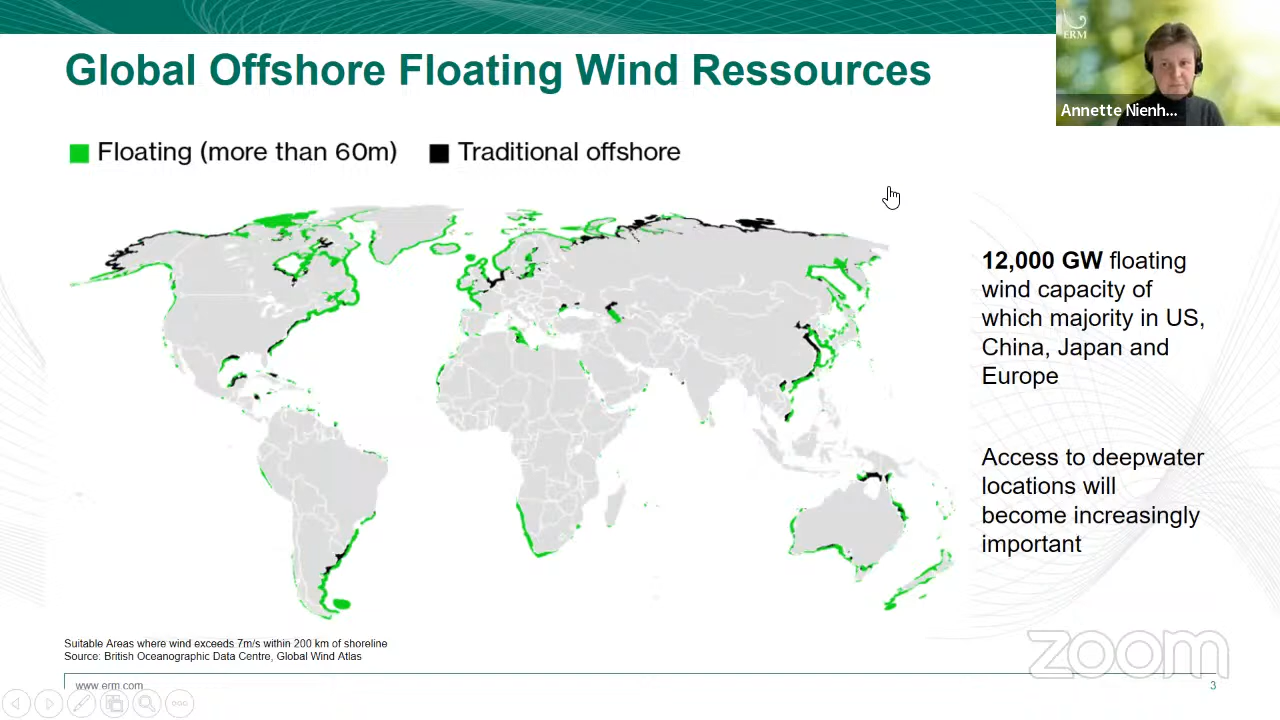 ERM
Annette Nienh...
Global Offshore Floating Wind Ressources
Floating (more than 60m) Traditional offshore
12,000 GW floating
wind capacity of
which majority in US,
China, Japan and
Europe
Access to deepwater
locations will
become increasingly
important
Suitable Areas where wind exceeds 7m/s within 200 km of shoreline
Source: British Oceanographic Data Centre, Global Wind Atlas
zoom
www.erm.com
3